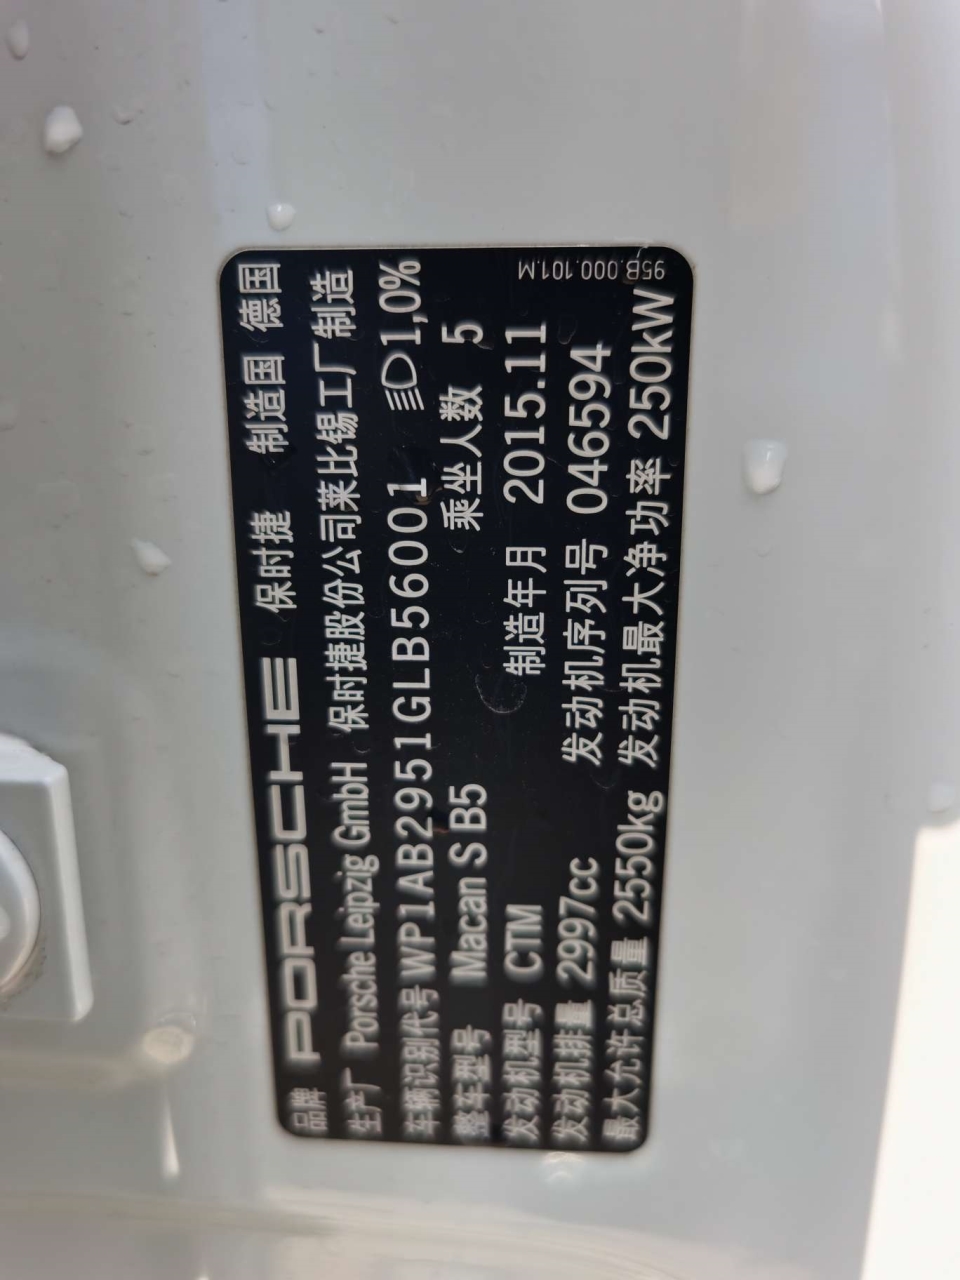 品牌 PORSCHE 保时捷 制造国 德国
生产厂 Porsche Leipzig GmbH 保时捷股份公司莱比锡工厂制造
车辆识别代号 WP1AB2951GLB56001 1,0%
整车型号 Macan S B5 乘坐人数 5
发动机型号 CTM 制造年月 2015.11
发动机排量 2997cc 发动机序列号 046594
最大允许总质量 2550kg 发动机最大净功率 250kW
95B.000.101.M